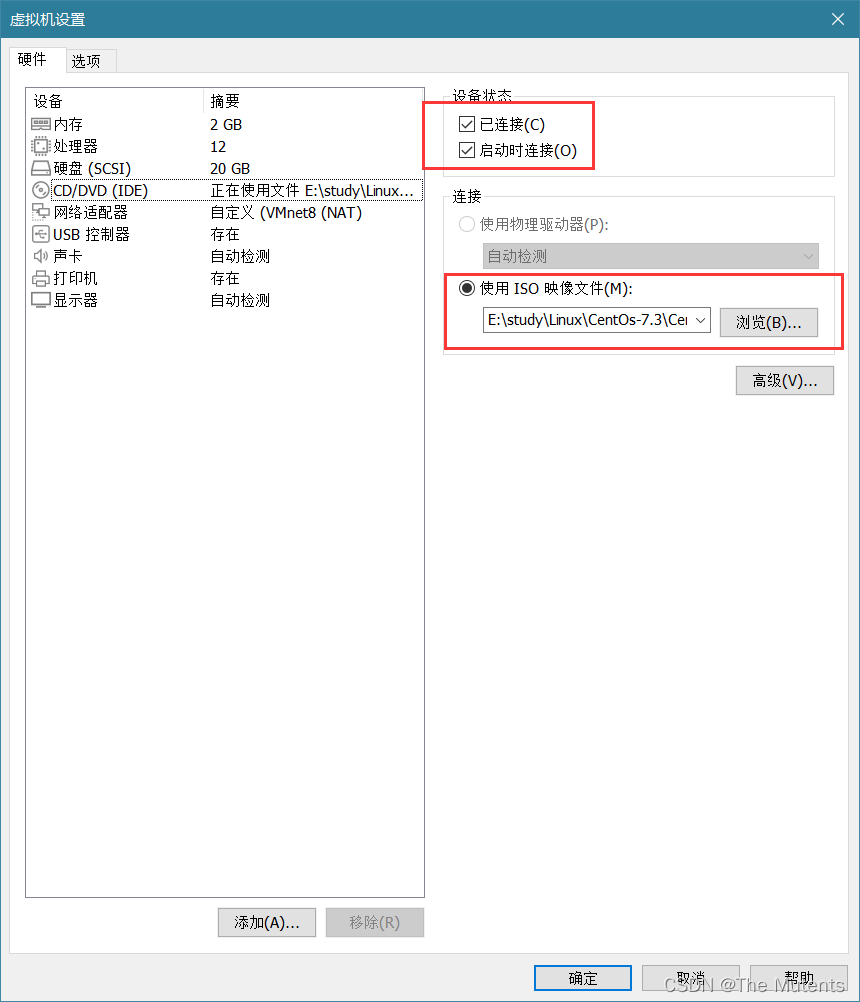 虚拟机设置
硬件 选项
设备 摘要
内存 2 GB
处理器 12
硬盘 (SCSI) 20 GB
CD/DVD (IDE) 正在使用文件 E:\study\Linux...
网络适配器 自定义 (VMnet8 (NAT)
USB 控制器 存在
声卡 自动检测
打印机 存在
显示器 自动检测
添加(A)... 移除(R)
设备状态
已连接(C)
启动时连接(O)
连接
使用物理驱动器(P):
自动检测
使用 ISO 映像文件(M):
E:\study\Linux\CentOs-7.3\Cei 浏览(B)...
高级(V)...
确定 取消 帮助
CSDN @The Mutents